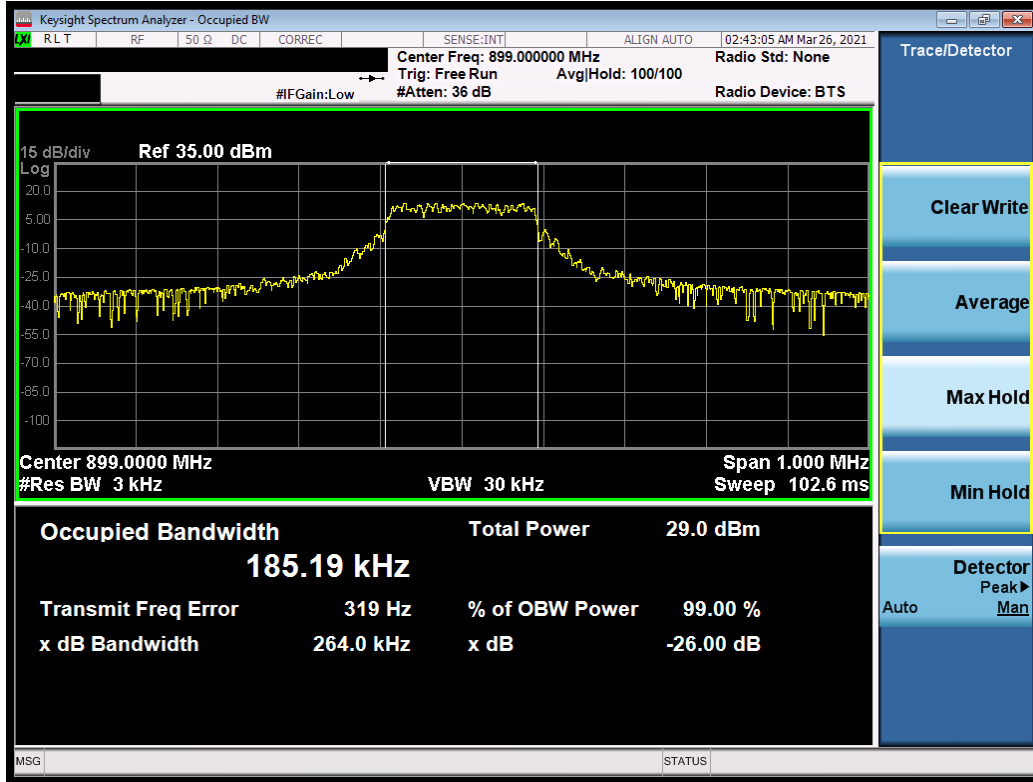 Keysight Spectrum Analyzer - Occupied BW
LXI RLT RF 50 Ω DC CORREC SENSE:INT ALIGN AUTO 02:43:05 AM Mar 26, 2021
Center Freq: 899.000000 MHz Radio Std: None
Trig: Free Run Avg|Hold: 100/100
#IFGain:Low #Atten: 36 dB Radio Device: BTS
Trace/Detector
15 dB/div Ref 35.00 dBm
Log
20.0
5.00
-10.0
-25.0
-40.0
-55.0
-70.0
-85.0
-100
Center 899.0000 MHz Span 1.000 MHz
#Res BW 3 kHz VBW 30 kHz Sweep 102.6 ms
Occupied Bandwidth Total Power 29.0 dBm
185.19 kHz
Transmit Freq Error 319 Hz % of OBW Power 99.00 %
x dB Bandwidth 264.0 kHz x dB -26.00 dB
Clear Write
Average
Max Hold
Min Hold
Detector
Peak▶
Auto Man
MSG STATUS